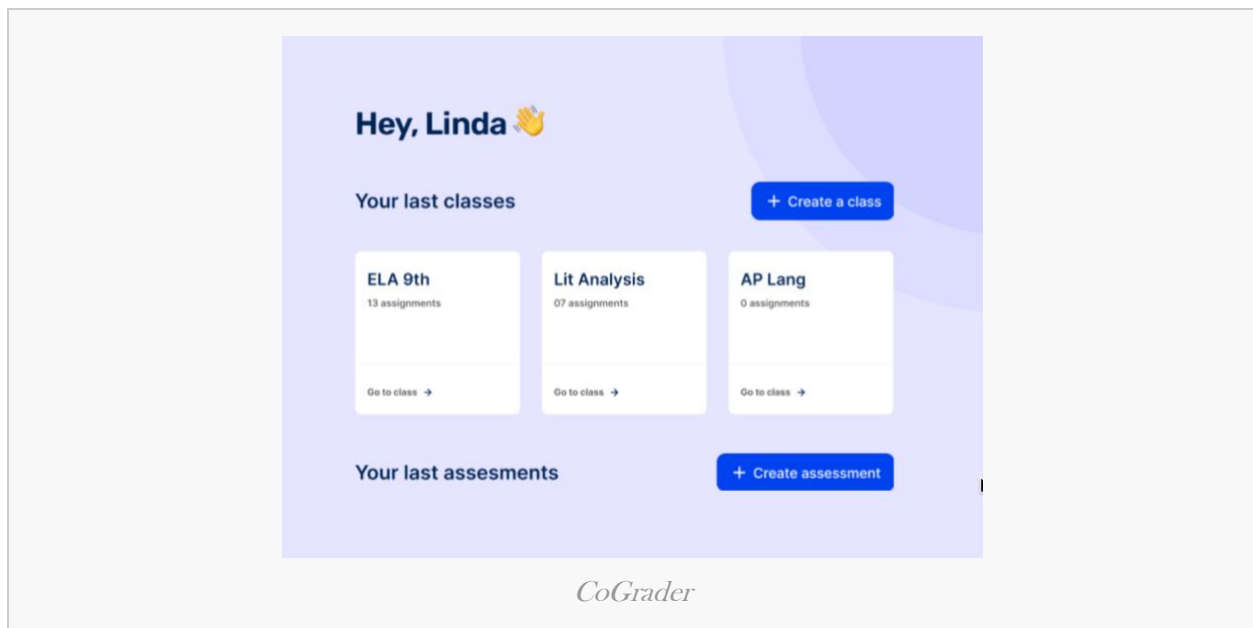 Hey, Linda 👋
Your last classes
+ Create a class
ELA 9th
13 assignments
Go to class →
Lit Analysis
07 assignments
Go to class →
AP Lang
0 assignments
Go to class →
Your last assesments
+ Create assessment
CoGrader